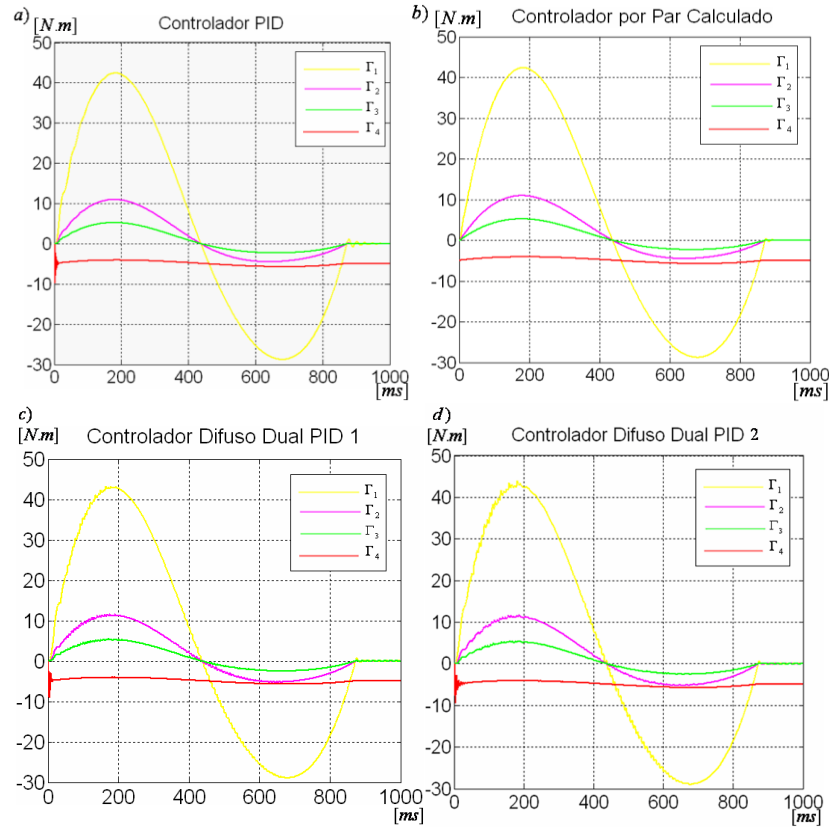 a) [N.m] Controlador PID
50
40
30
20
10
0
-10
-20
-30
0 200 400 600 800 1000
[ms]
Γ1
Γ2
Γ3
Γ4
b) [N.m] Controlador por Par Calculado
50
40
30
20
10
0
-10
-20
-30
0 200 400 600 800 1000
[ms]
Γ1
Γ2
Γ3
Γ4
c)
[N.m] Controlador Difuso Dual PID 1
50
40
30
20
10
0
-10
-20
-30
0 200 400 600 800 1000
[ms]
Γ1
Γ2
Γ3
Γ4
d)
[N.m] Controlador Difuso Dual PID 2
50
40
30
20
10
0
-10
-20
-30
0 200 400 600 800 1000
[ms]
Γ1
Γ2
Γ3
Γ4